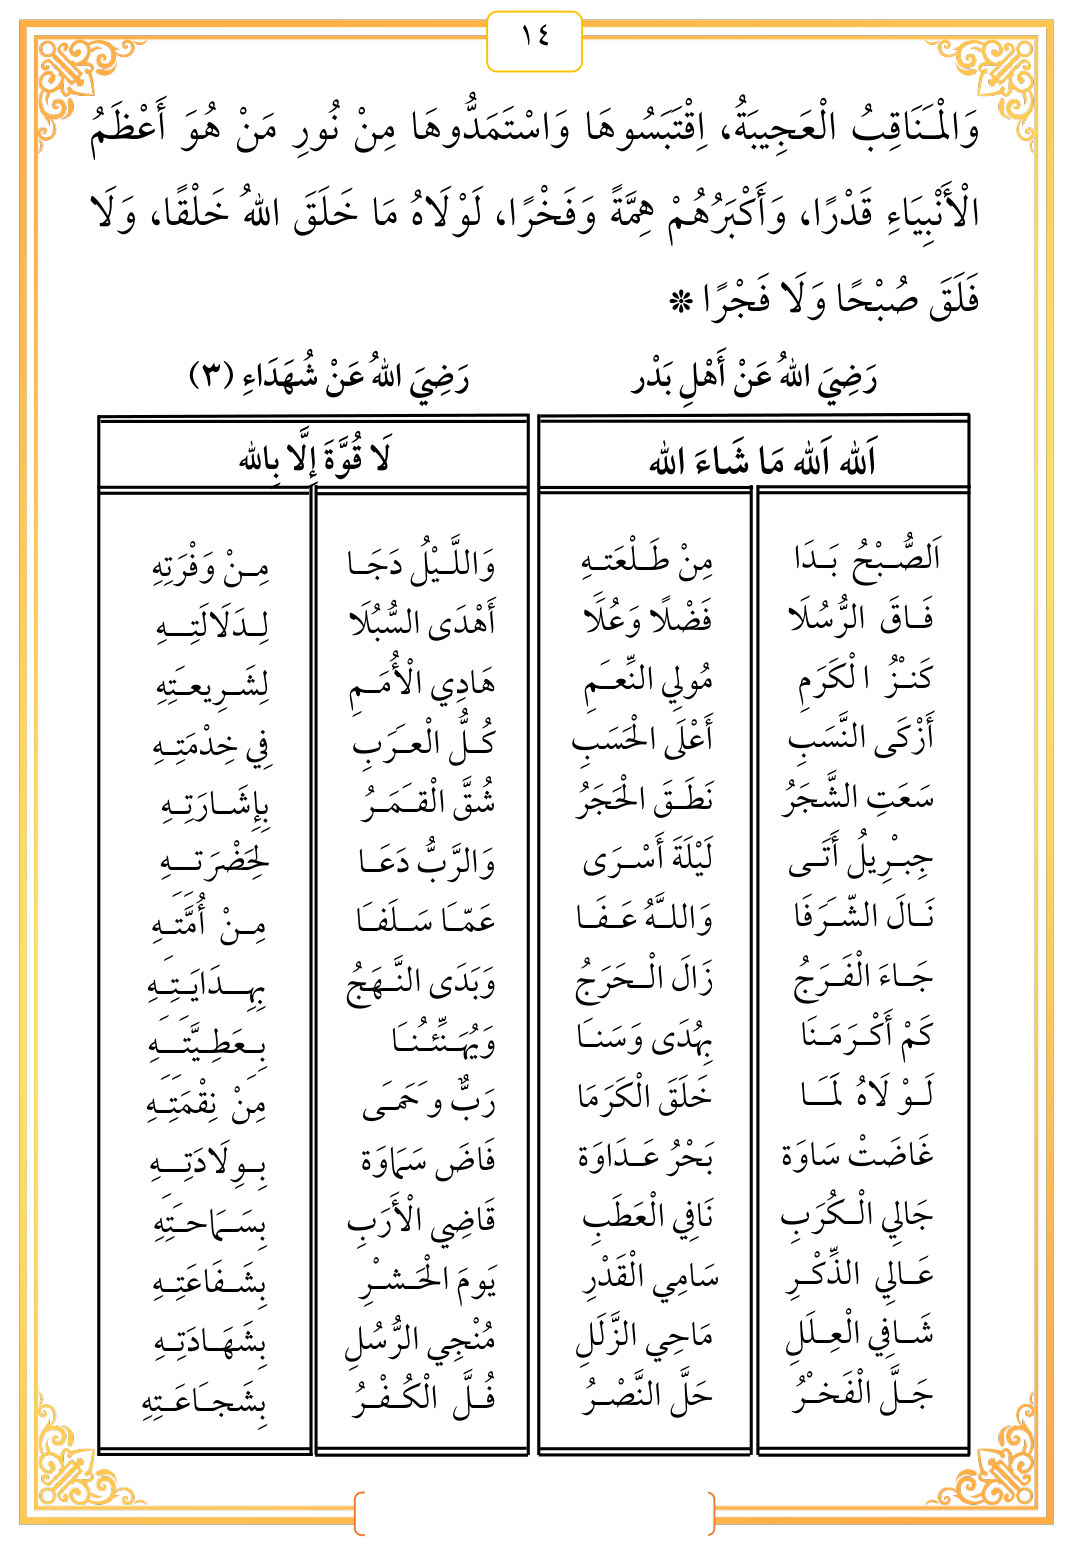 ١٤
وَالْمَنَاقِبُ الْعَجِيبَةُ، اِقْتَبَسُوهَا وَاسْتَمَدُّوهَا مِنْ نُورِ مَنْ هُوَ أَعْظَمُ
الْأَنْبِيَاءِ قَدْرًا، وَأَكْبَرُهُمْ هِمَّةً وَفَخْرًا، لَوْلَاهُ مَا خَلَقَ اللهُ خَلْقًا، وَلَا
فَلَقَ صُبْحًا وَلَا فَجْرًا ❊
رَضِيَ اللهُ عَنْ أَهْلِ بَدْر رَضِيَ اللهُ عَنْ شُهَدَاءِ (٣)
اَلله اَلله مَا شَاءَ الله لَا قُوَّةَ إِلَّا بِالله
اَلصُّبْحُ بَدَا مِنْ طَلْعَتِهِ وَاللَّيْلُ دَجَا مِنْ وَفْرَتِهِ
فَاقَ الرُّسُلَا فَضْلًا وَعُلَا أَهْدَى السُّبُلَا لِدَلَالَتِهِ
كَنْزُ الْكَرَمِ مُولِي النِّعَمِ هَادِي الْأُمَمِ لِشَرِيعَتِهِ
أَزْكَى النَّسَبِ أَعْلَى الْحَسَبِ كُلُّ الْعَرَبِ فِي خِدْمَتِهِ
سَعَتِ الشَّجَرُ نَطَقَ الْحَجَرُ شُقَّ الْقَمَرُ بِإِشَارَتِهِ
جِبْرِيلُ أَتَى لَيْلَةَ أَسْرَى وَالرَّبُّ دَعَا لِحَضْرَتِهِ
نَالَ الشَّرَفَا وَاللهُ عَفَا عَمَّا سَلَفَا مِنْ أُمَّتِهِ
جَاءَ الْفَرَجُ زَالَ الْحَرَجُ وَبَدَى النَّهَجُ بِهِدَايَتِهِ
كَمْ أَكْرَمَنَا بِهُدَى وَسَنَا وَيُهَنِّئُنَا بِعَطِيَّتِهِ
لَوْلَاهُ لَمَا خَلَقَ الْكَرَمَا رَبٌّ وَحَمَى مِنْ نِقْمَتِهِ
غَاضَتْ سَاوَة بَحْرُ عَدَاوَة فَاضَ سَمَاوَة بِوِلَادَتِهِ
جَالِي الْكُرَبِ نَافِي الْعَطَبِ قَاضِي الْأَرَبِ بِسَمَاحَتِهِ
عَالِي الذِّكْرِ سَامِي الْقَدْرِ يَومَ الْحَشْرِ بِشَفَاعَتِهِ
شَافِي الْعِلَلِ مَاحِي الزَّلَلِ مُنْجِي الرُّسُلِ بِشَهَادَتِهِ
جَلَّ الْفَخْرُ حَلَّ النَّصْرُ فُلَّ الْكُفْرُ بِشَجَاعَتِهِ